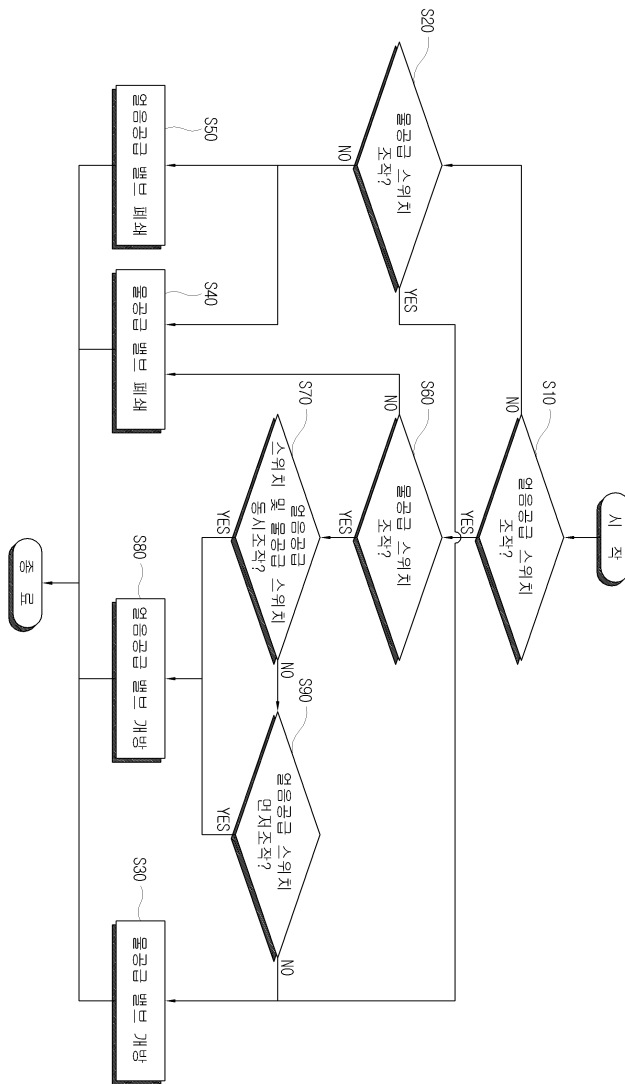 시 작
S10
얼음공급 스위치
조작?
NO
YES
S20
물공급 스위치
조작?
NO
YES
S60
물공급 스위치
조작?
NO
YES
S70
얼음공급
스위치 및 물공급 스위치
동시조작?
YES
NO
S90
얼음공급 스위치
먼저조작?
YES
NO
S50
얼음공급 밸브 폐쇄
S40
물공급 밸브 폐쇄
S80
얼음공급 밸브 개방
S30
물공급 밸브 개방
종 료